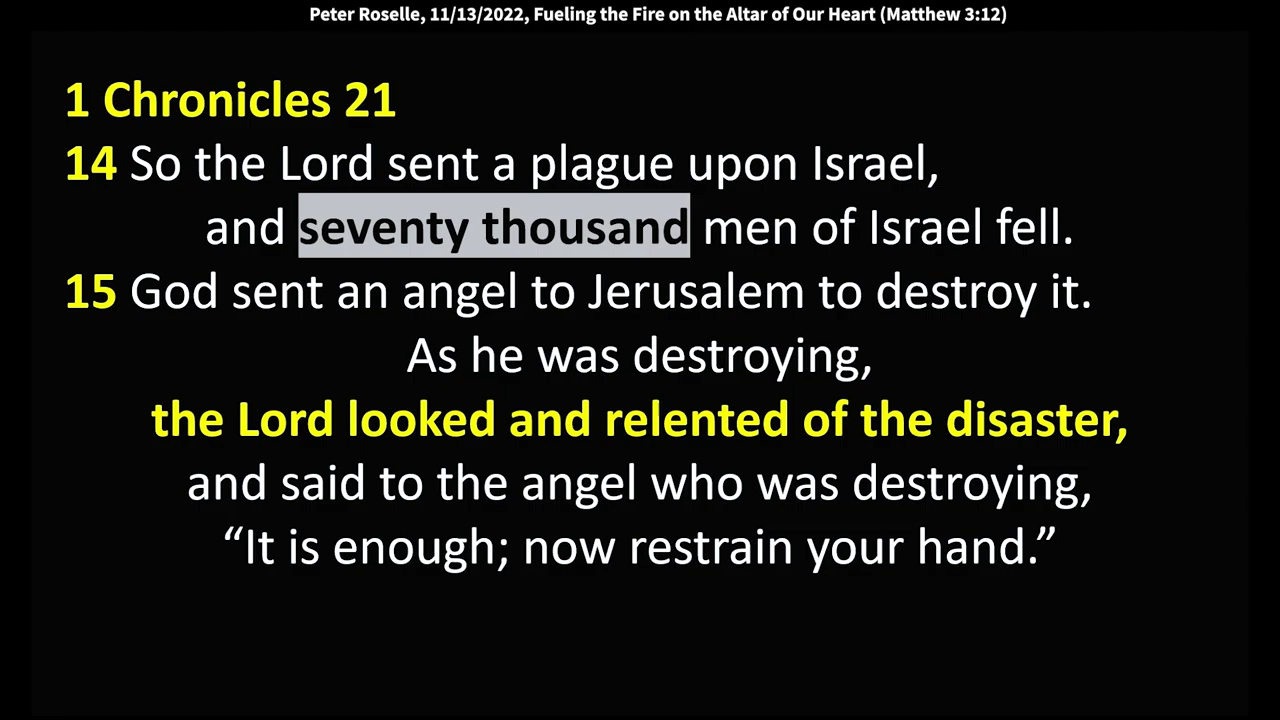 Peter Roselle, 11/13/2022, Fueling the Fire on the Altar of Our Heart (Matthew 3:12)
1 Chronicles 21
14 So the Lord sent a plague upon Israel,
and seventy thousand men of Israel fell.
15 God sent an angel to Jerusalem to destroy it.
As he was destroying,
the Lord looked and relented of the disaster,
and said to the angel who was destroying,
“It is enough; now restrain your hand.”